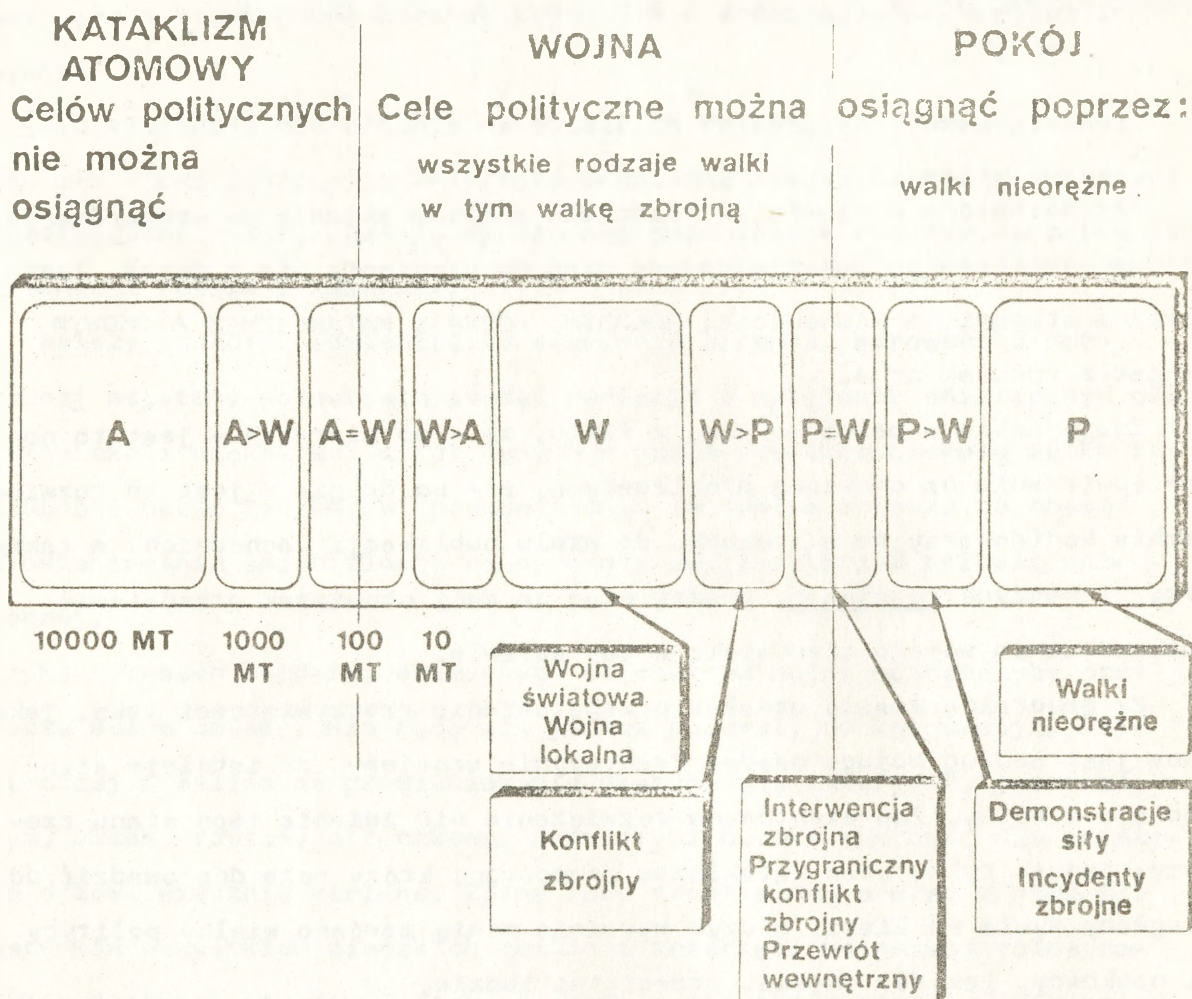 KATAKLIZM
ATOMOWY
Celów politycznych
nie można
osiągnąć
WOJNA
POKÓJ
Cele polityczne można osiągnąć poprzez:
wszystkie rodzaje walki
w tym walkę zbrojną
walki nieorężne
A
A>W
A=W
W>A
W
W>P
P=W
P>W
P
10000 MT
1000
MT
100
MT
10
MT
Wojna
światowa
Wojna
lokalna
Walki
nieorężne
Konflikt
zbrojny
Interwencja
zbrojna
Przygraniczny
konflikt
zbrojny
Przewrót
wewnętrzny
Demonstracje
siły
Incydenty
zbrojne